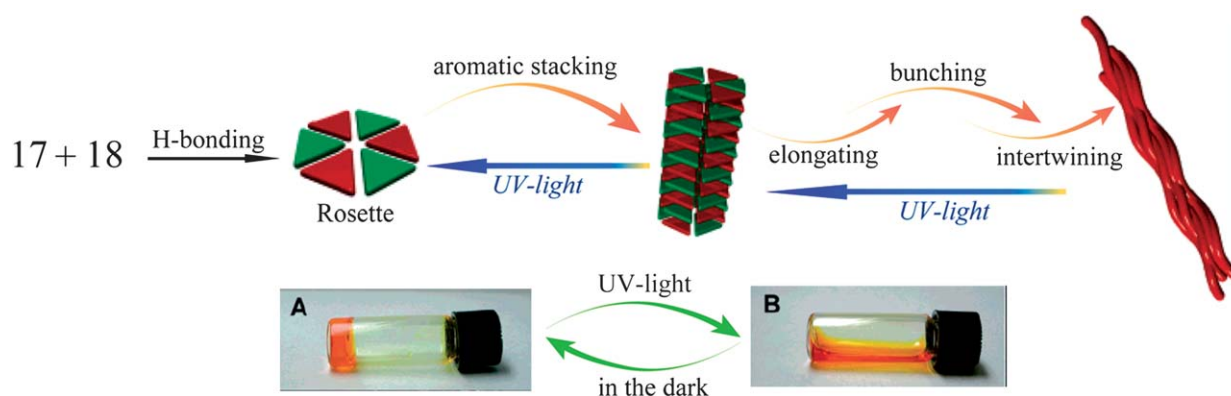 aromatic stacking
bunching
17 + 18
H-bonding
elongating
intertwining
UV-light
UV-light
Rosette
A
UV-light
B
in the dark